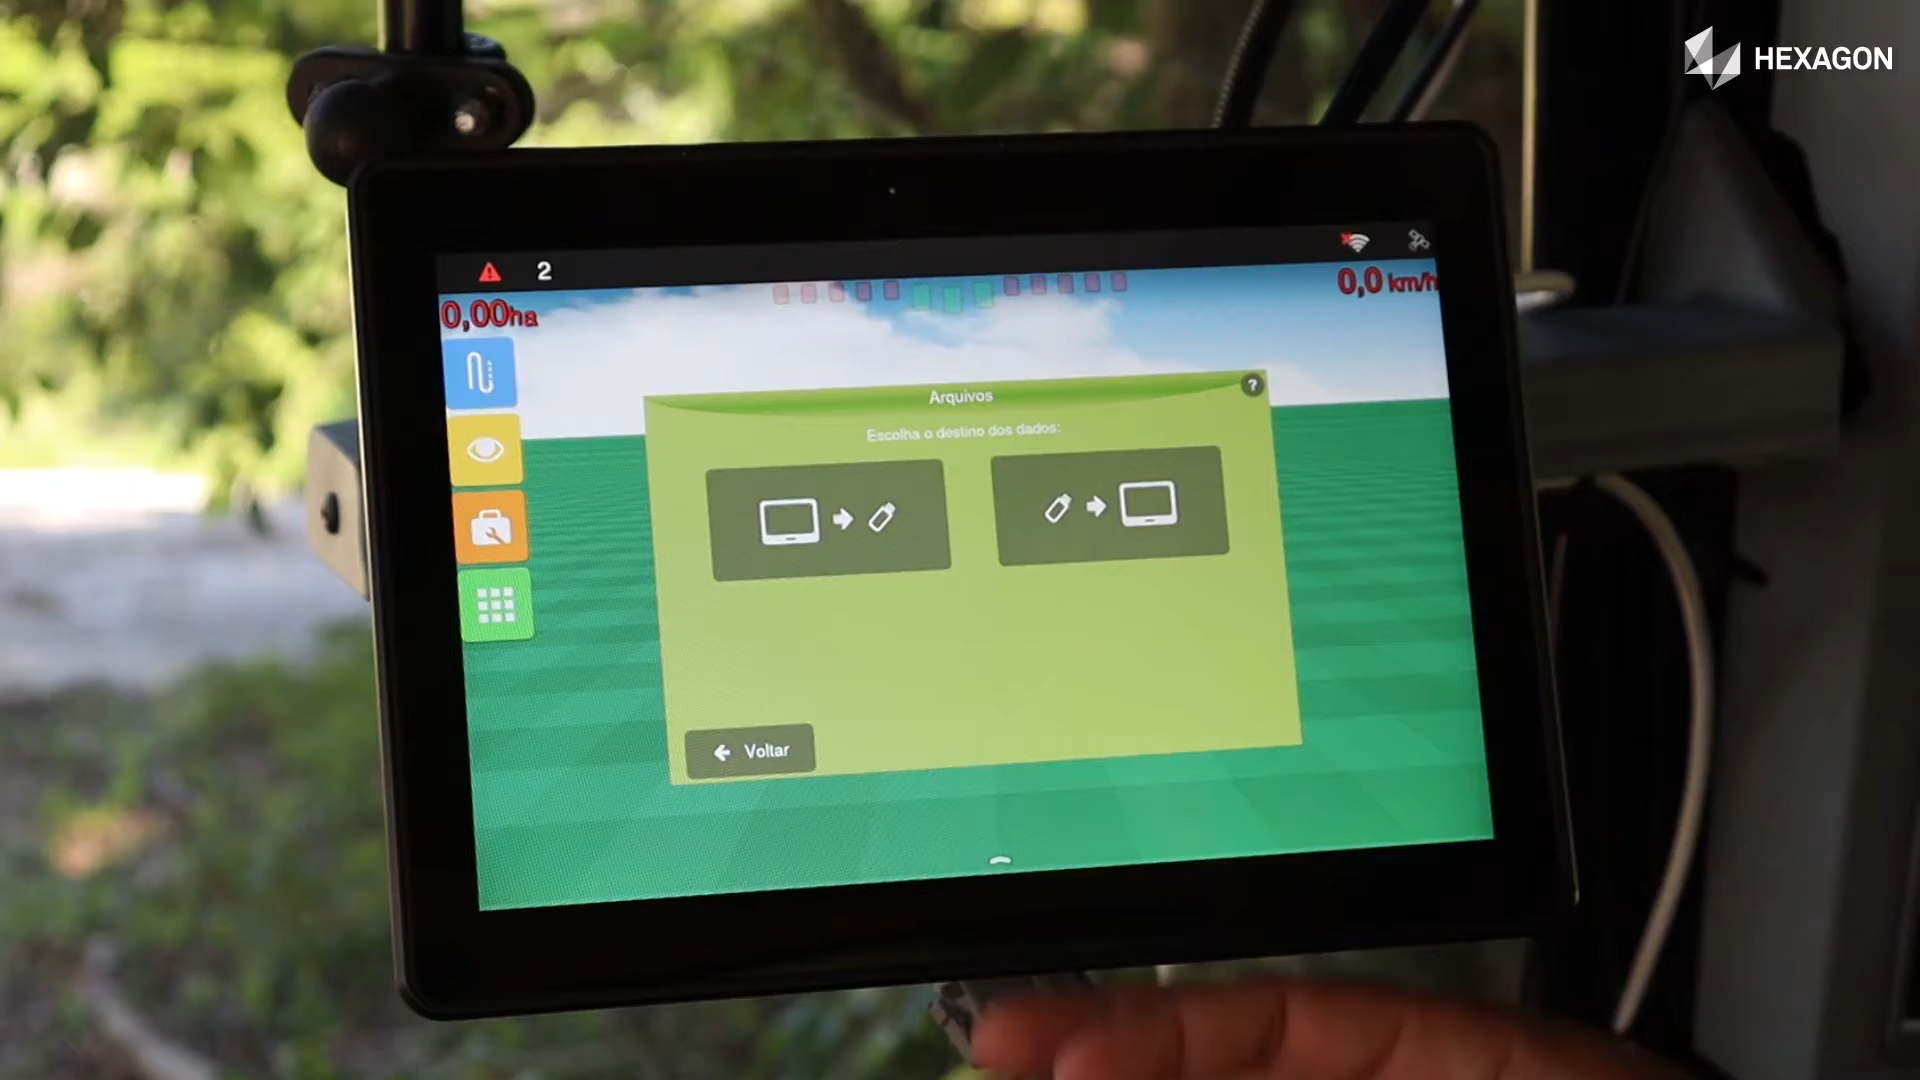 HEXAGON
2
0,00ha
0,0 km/h
Arquivos
?
Escolha o destino dos dados:
Voltar